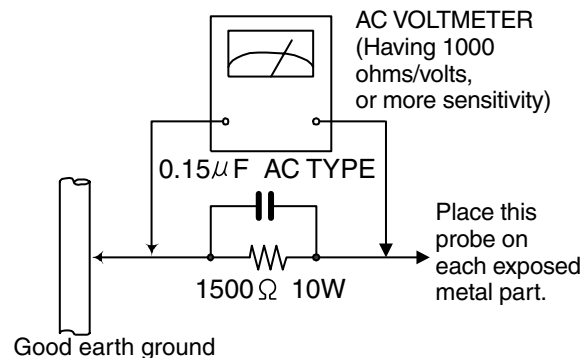 AC VOLTMETER
(Having 1000
ohms/volts,
or more sensitivity)
0.15μF AC TYPE
Place this
probe on
each exposed
metal part.
1500Ω 10W
Good earth ground